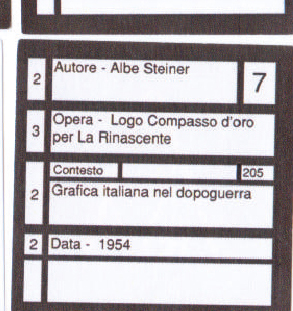 2 Autore - Albe Steiner 7
3 Opera - Logo Compasso d'oro
per La Rinascente
Contesto 205
2 Grafica italiana nel dopoguerra
2 Data - 1954